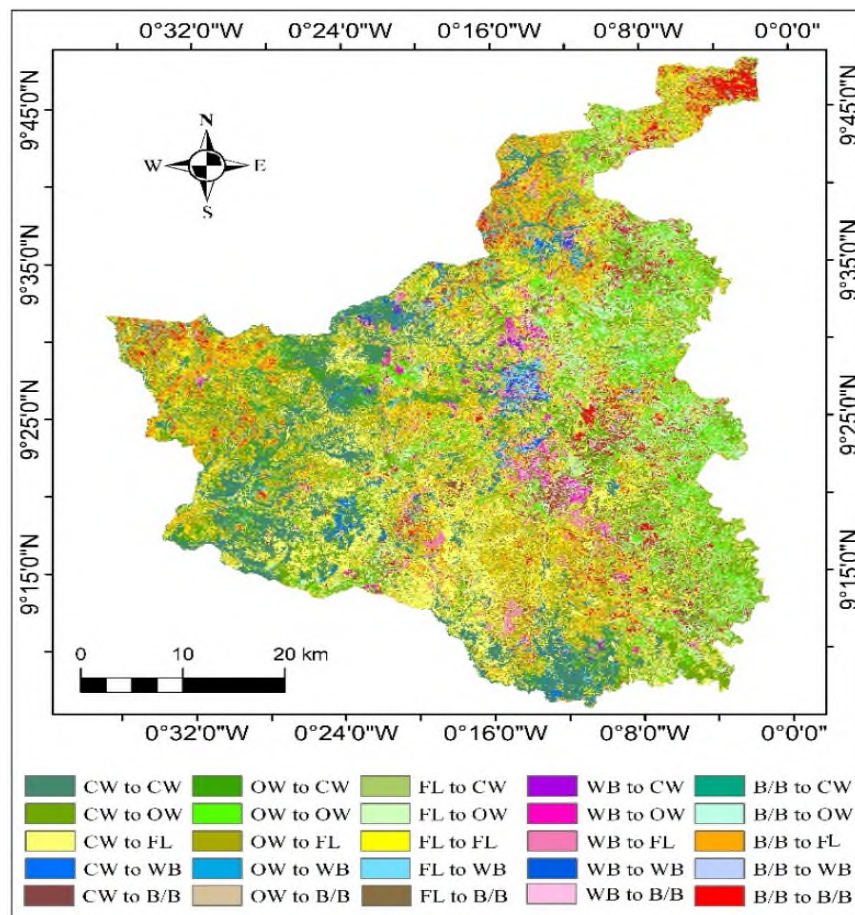 0°32'0"W 0°24'0"W 0°16'0"W 0°8'0"W 0°0'0"
9°45'0"N 9°45'0"N
N
W E
S
9°35'0"N 9°35'0"N
9°25'0"N 9°25'0"N
9°15'0"N 9°15'0"N
0 10 20 km
0°32'0"W 0°24'0"W 0°16'0"W 0°8'0"W 0°0'0"
CW to CW OW to CW FL to CW WB to CW B/B to CW
CW to OW OW to OW FL to OW WB to OW B/B to OW
CW to FL OW to FL FL to FL WB to FL B/B to FL
CW to WB OW to WB FL to WB WB to WB B/B to WB
CW to B/B OW to B/B FL to B/B WB to B/B B/B to B/B